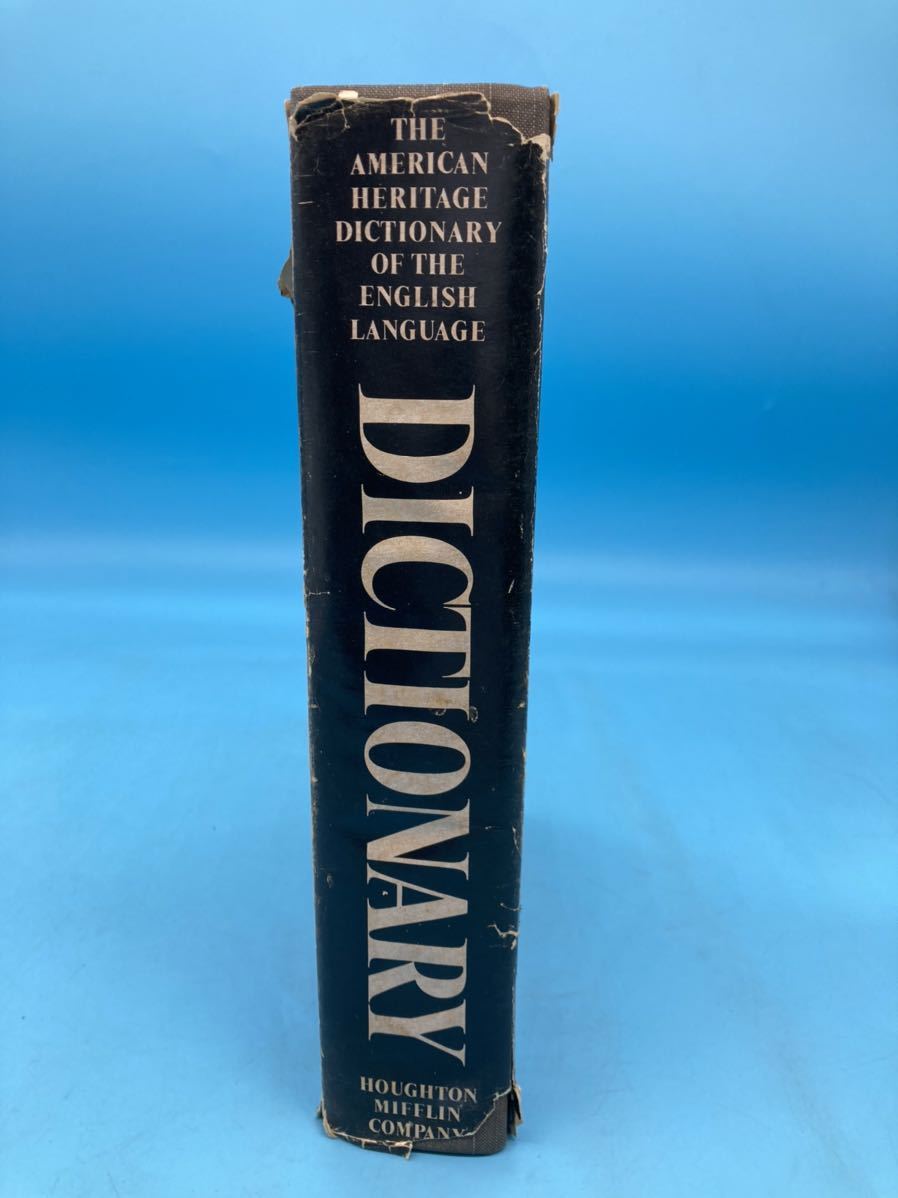 THE
AMERICAN
HERITAGE
DICTIONARY
OF THE
ENGLISH
LANGUAGE
DICTIONARY
HOUGHTON
MIFFLIN
COMPANY